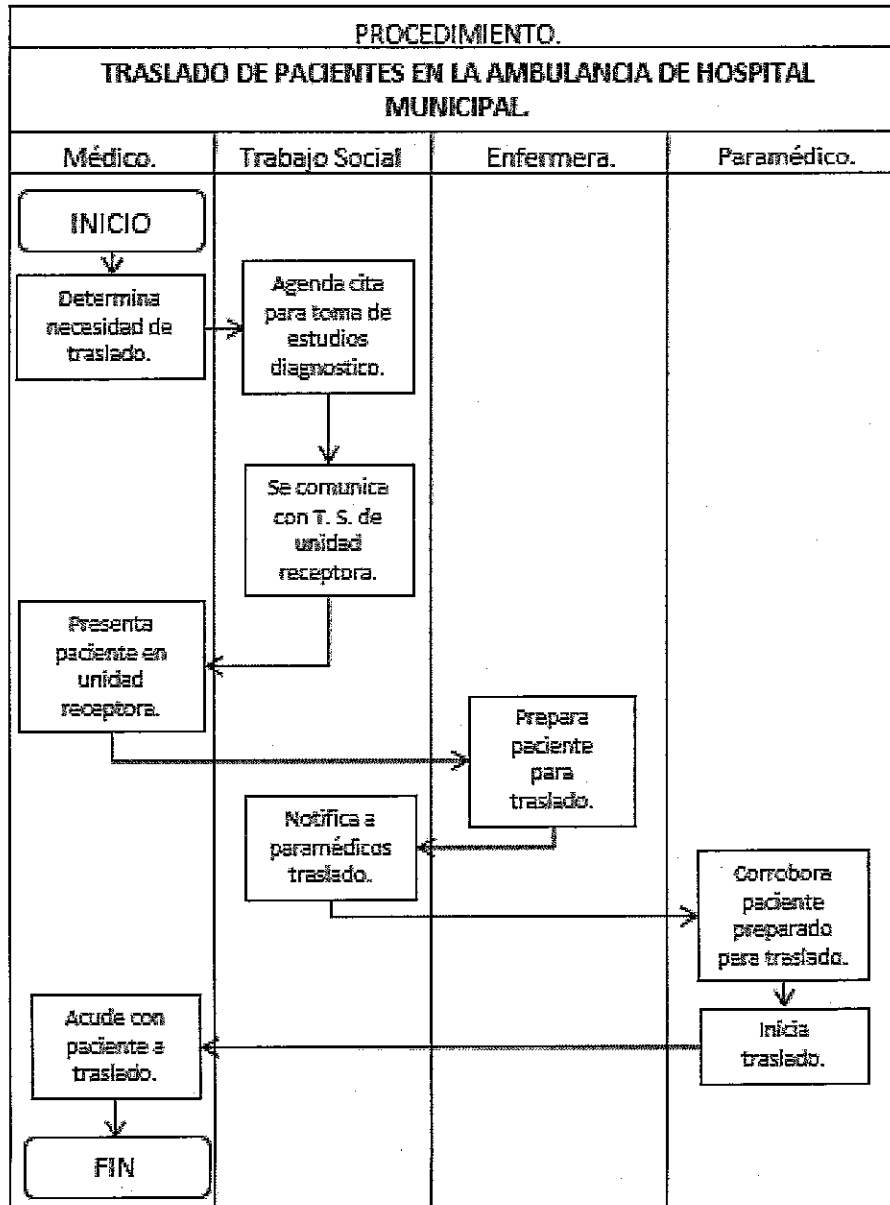 PROCEDIMIENTO.
TRASLADO DE PACIENTES EN LA AMBULANCIA DE HOSPITAL
MUNICIPAL.
Médico.
Trabajo Social
Enfermera.
Paramédico.
INICIO
Determina
necesidad de
traslado.
Agenda cita
para toma de
estudios
diagnostico.
Se comunica
con T. S. de
unidad
receptora.
Presenta
paciente en
unidad
receptora.
Prepara
paciente
para
traslado.
Notifica a
paramédicos
traslado.
Corrobora
paciente
preparado
para traslado.
Inicia
traslado.
Acude con
paciente a
traslado.
FIN